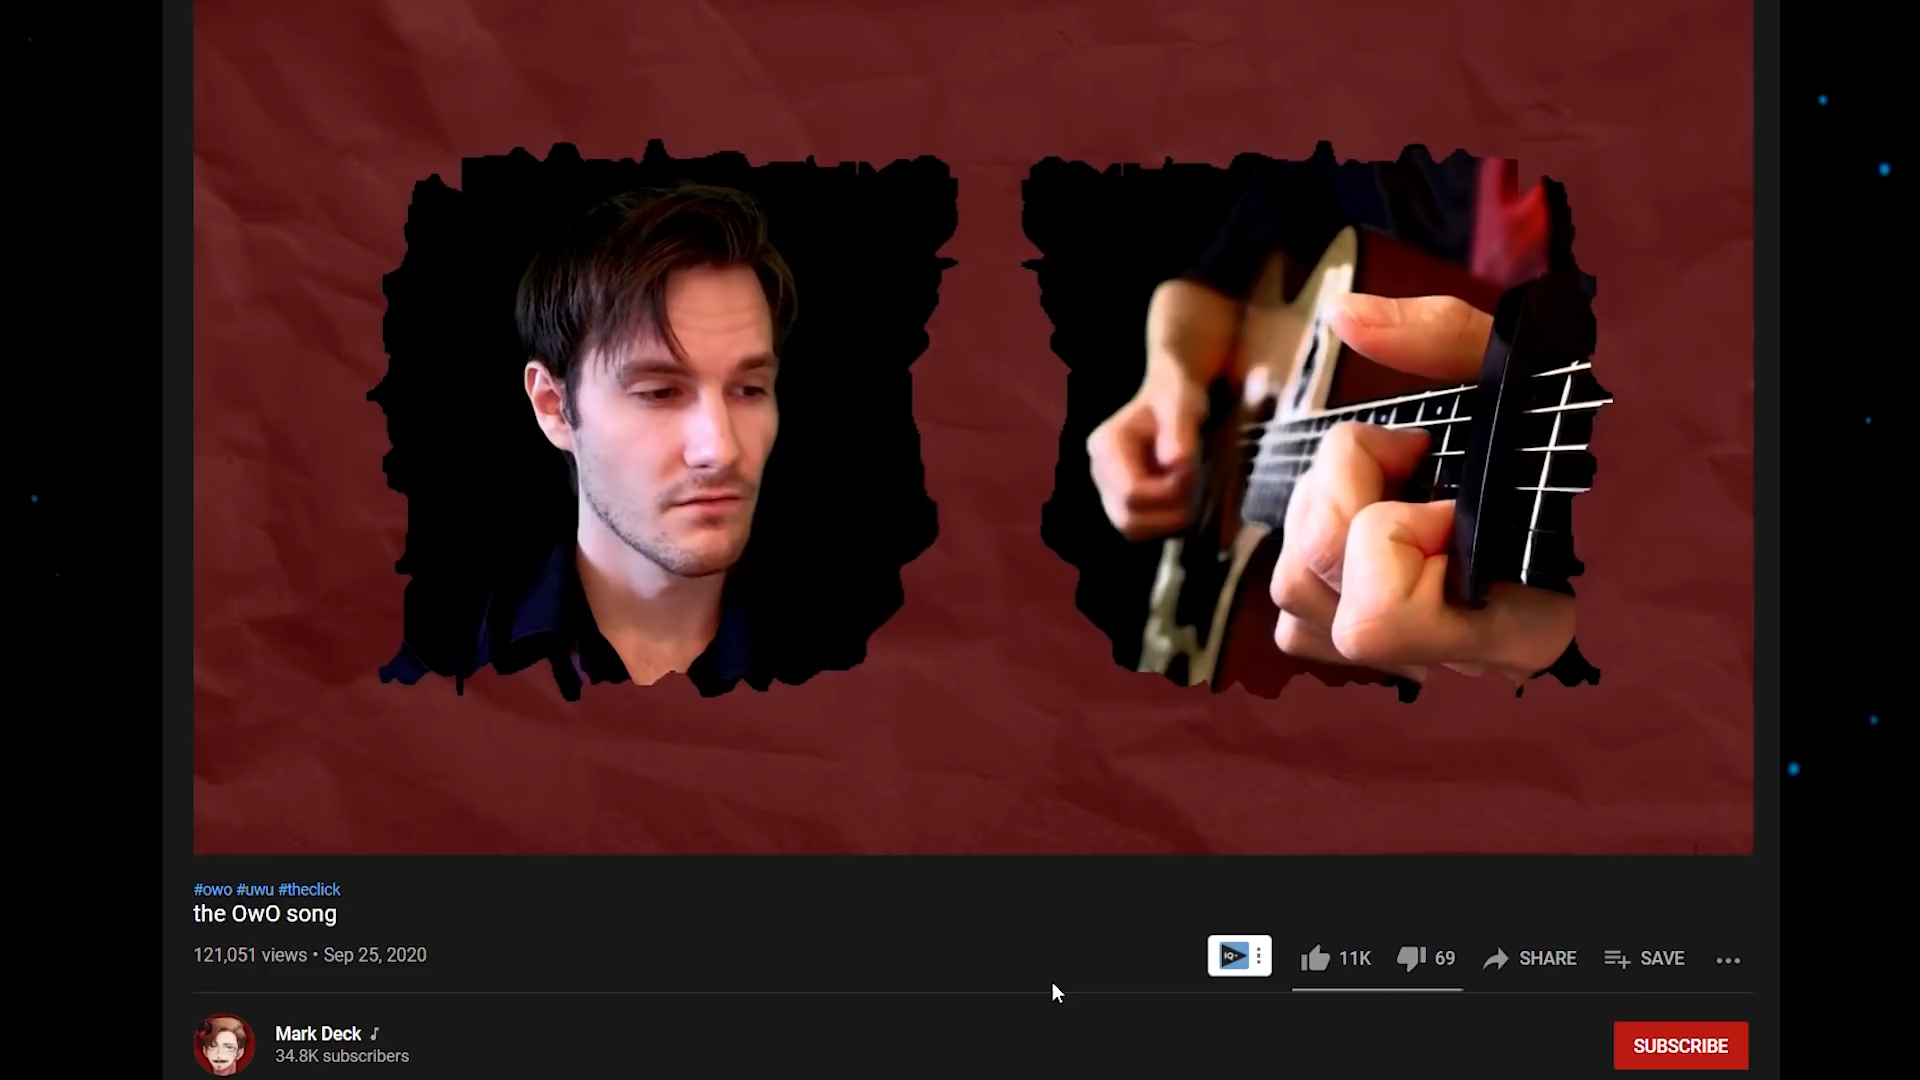 #owo #uwu #theclick
the OwO song
121,051 views • Sep 25, 2020
IQ+
11K
69
SHARE
SAVE
Mark Deck
34.8K subscribers
SUBSCRIBE